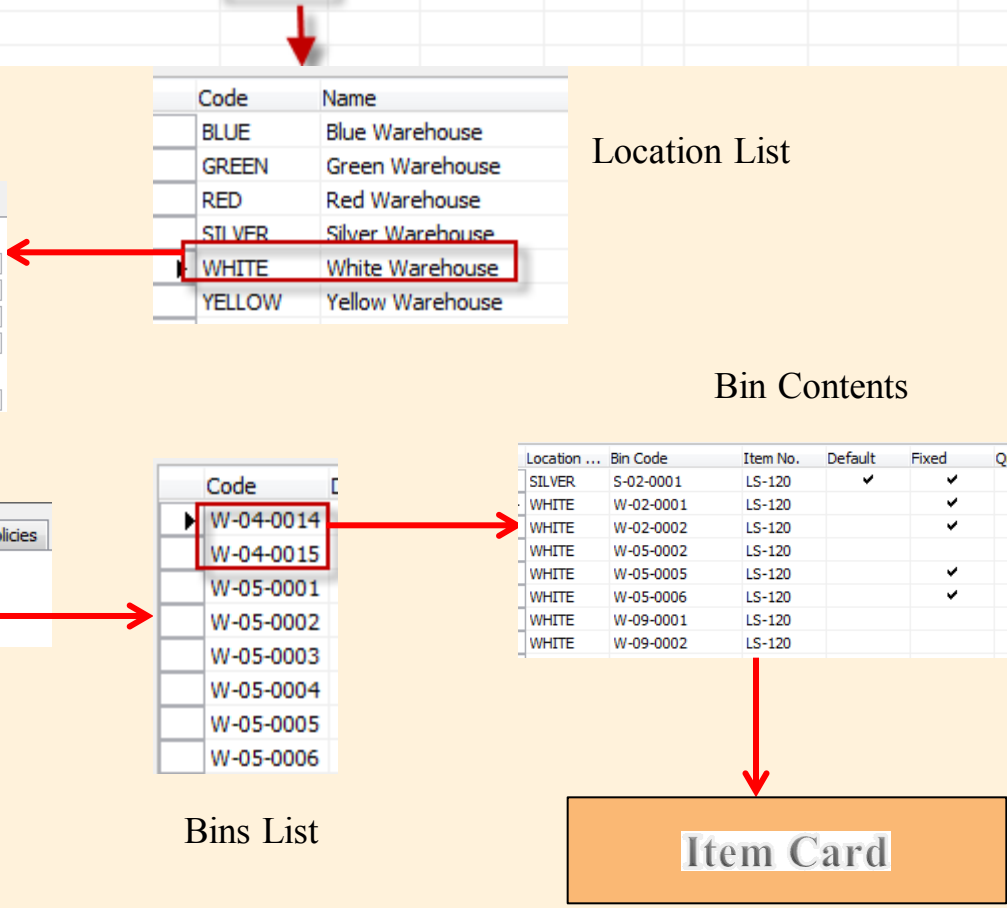 Code Name
BLUE Blue Warehouse
GREEN Green Warehouse
RED Red Warehouse
SILVER Silver Warehouse
WHITE White Warehouse
YELLOW Yellow Warehouse
Location List
Bin Contents
Location ... Bin Code Item No. Default Fixed Q
SILVER S-02-0001 LS-120 ✔ ✔
WHITE W-02-0001 LS-120 ✔
WHITE W-02-0002 LS-120 ✔
WHITE W-05-0002 LS-120
WHITE W-05-0005 LS-120 ✔
WHITE W-05-0006 LS-120 ✔
WHITE W-09-0001 LS-120
WHITE W-09-0002 LS-120
olicies
Code
W-04-0014
W-04-0015
W-05-0001
W-05-0002
W-05-0003
W-05-0004
W-05-0005
W-05-0006
Bins List
Item Card